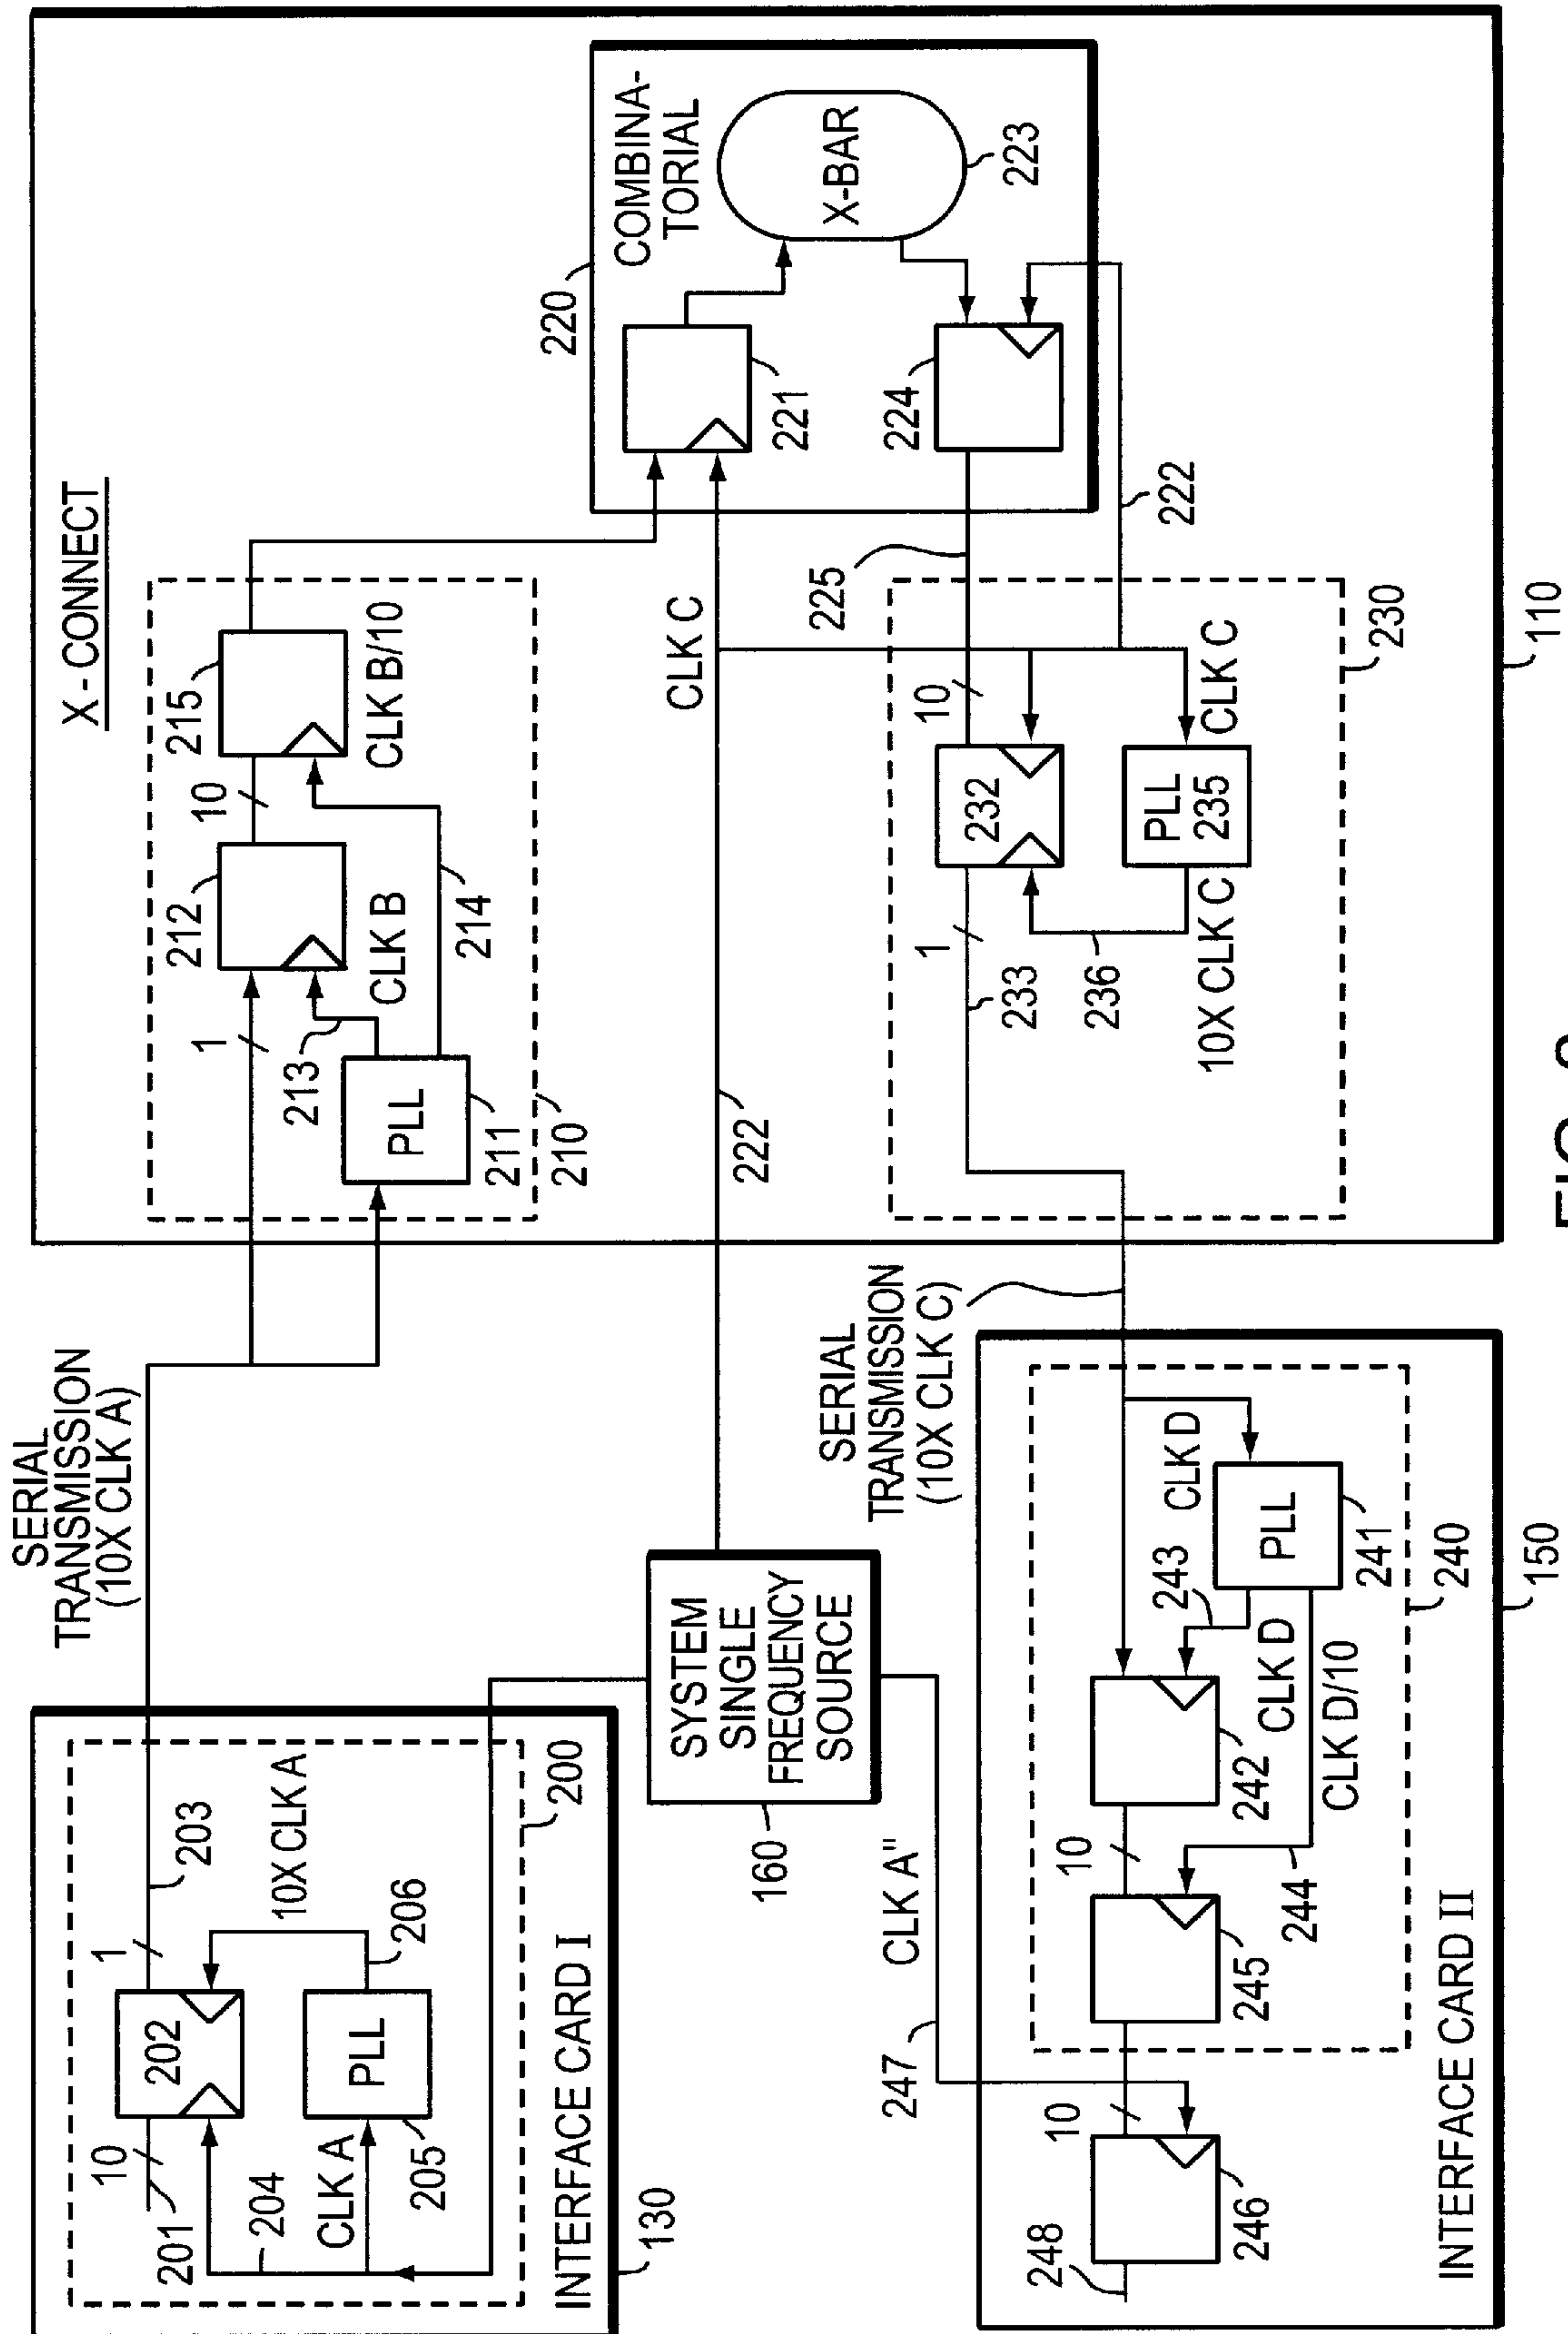 SERIAL
TRANSMISSION
(10X CLK A)
X - CONNECT
10
1
203
201
202
204
10X CLK A
206
CLK A
PLL
205
200
INTERFACE CARD I
130
1
212
10
215
213
CLK B
CLK B/10
214
PLL
211
210
220
COMBINA-
TORIAL
221
X-BAR
223
224
SYSTEM
SINGLE
FREQUENCY
SOURCE
160
222
CLK C
225
222
10
1
232
233
236
PLL
235
CLK C
10X CLK C
230
110
SERIAL
TRANSMISSION
(10X CLK C)
CLK A"
247
CLK D
PLL
241
243
CLK D
CLK D/10
242
10
244
245
10
246
248
240
INTERFACE CARD II
150